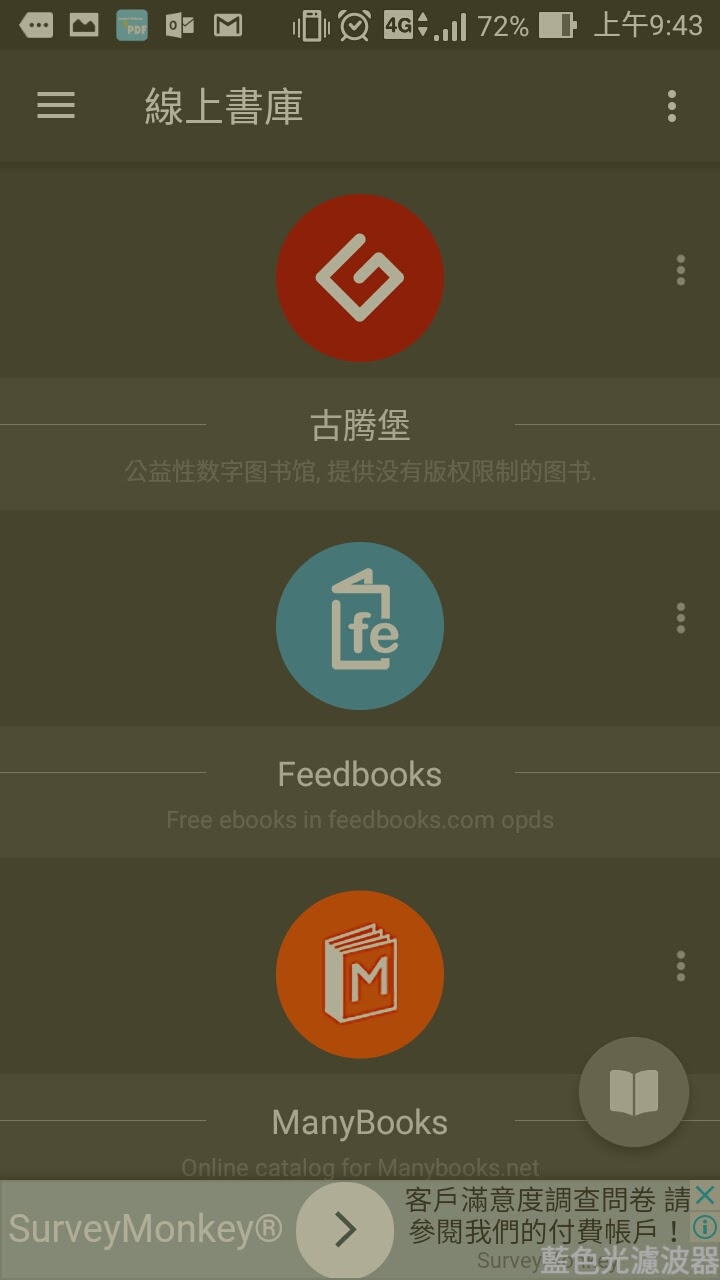 4G 72% 上午9:43
線上書庫
古腾堡
公益性数字图书馆, 提供没有版权限制的图书.
fe
Feedbooks
Free ebooks in feedbooks.com opds
M
ManyBooks
Online catalog for Manybooks.net
SurveyMonkey®
客戶滿意度調查問卷 請
參閱我們的付費帳戶！
SurveyMonkey
藍色光濾波器